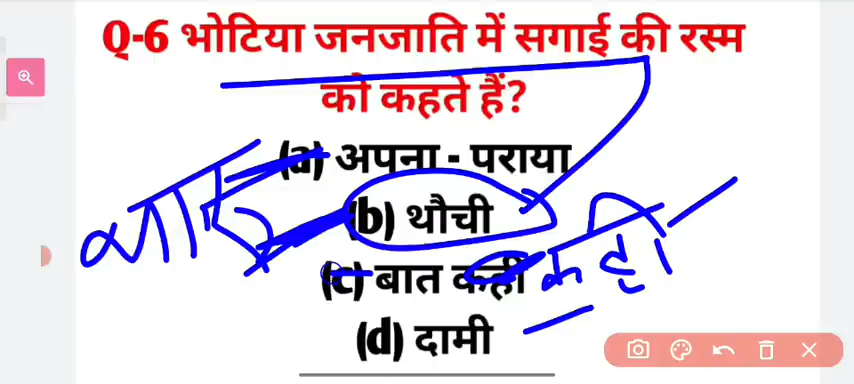 Q-6 भोटिया जनजाति में सगाई की रस्म
को कहते हैं?
(a) अपना - पराया
(b) थौची
(c) बात कहीं
(d) दामी